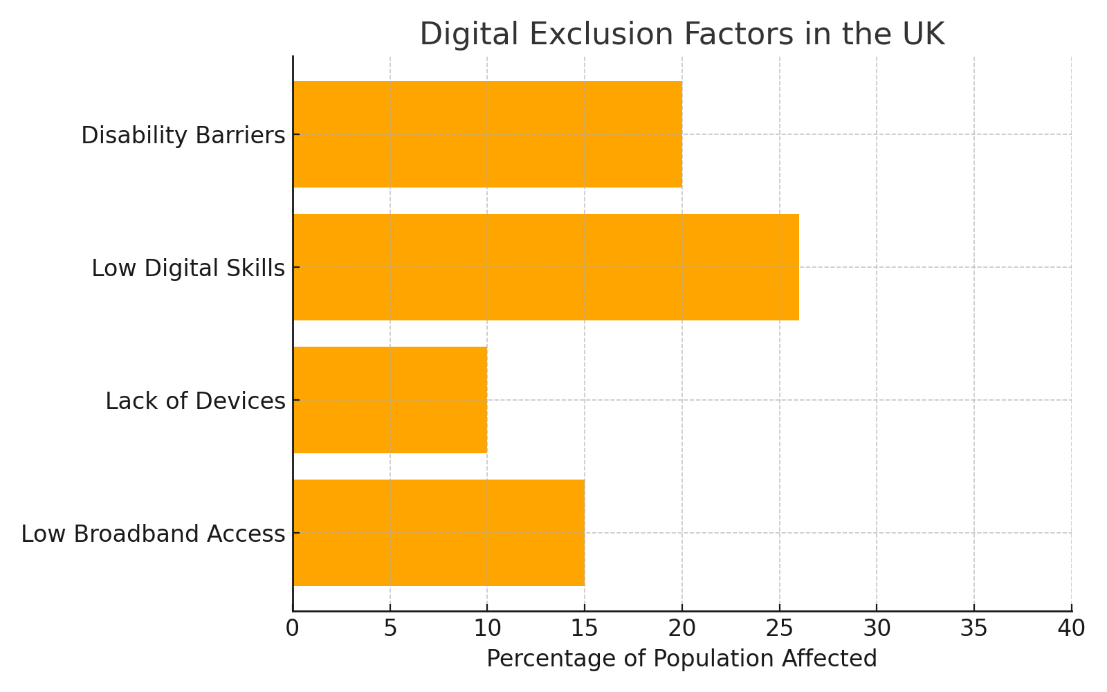 Digital Exclusion Factors in the UK
Disability Barriers
Low Digital Skills
Lack of Devices
Low Broadband Access
0 5 10 15 20 25 30 35 40
Percentage of Population Affected